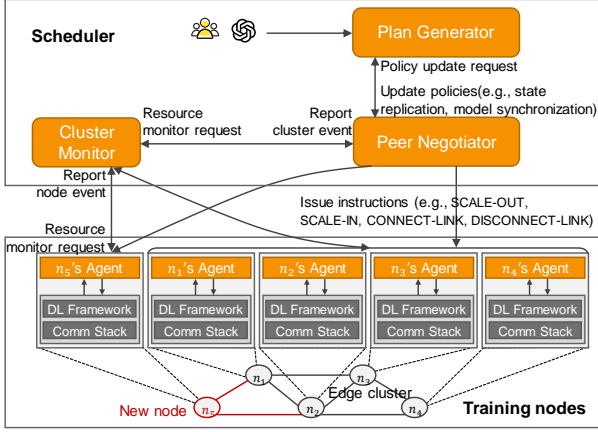 Scheduler
Plan Generator
Policy update request
Update policies(e.g., state
replication, model synchronization)
Resource
monitor request
Report
cluster event
Cluster
Monitor
Peer Negotiator
Report
node event
Issue instructions (e.g., SCALE-OUT,
SCALE-IN, CONNECT-LINK, DISCONNECT-LINK)
Resource
monitor request
n5's Agent
n1's Agent
n2's Agent
n3's Agent
n4's Agent
DL Framework
DL Framework
DL Framework
DL Framework
DL Framework
Comm Stack
Comm Stack
Comm Stack
Comm Stack
Comm Stack
n1
n3
Edge cluster
New node
n5
n2
n4
Training nodes